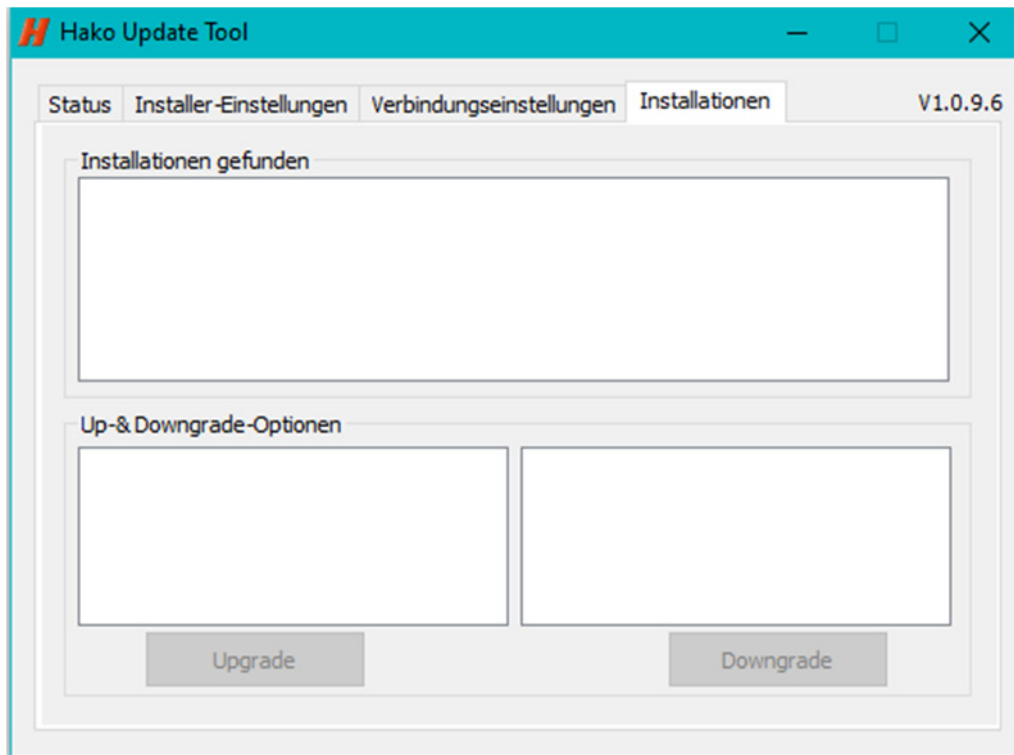 Hako Update Tool
Status Installer-Einstellungen Verbindungseinstellungen Installationen V1.0.9.6
Installationen gefunden
Up-& Downgrade-Optionen
Upgrade Downgrade